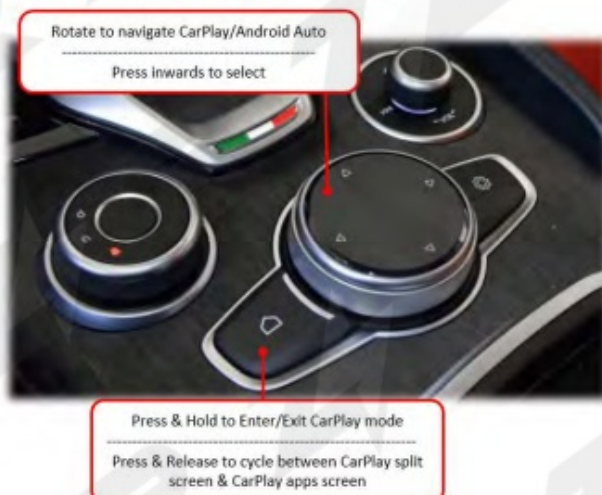 Rotate to navigate CarPlay/Android Auto
Press inwards to select
Press & Hold to Enter/Exit CarPlay mode
Press & Release to cycle between CarPlay split
screen & CarPlay apps screen